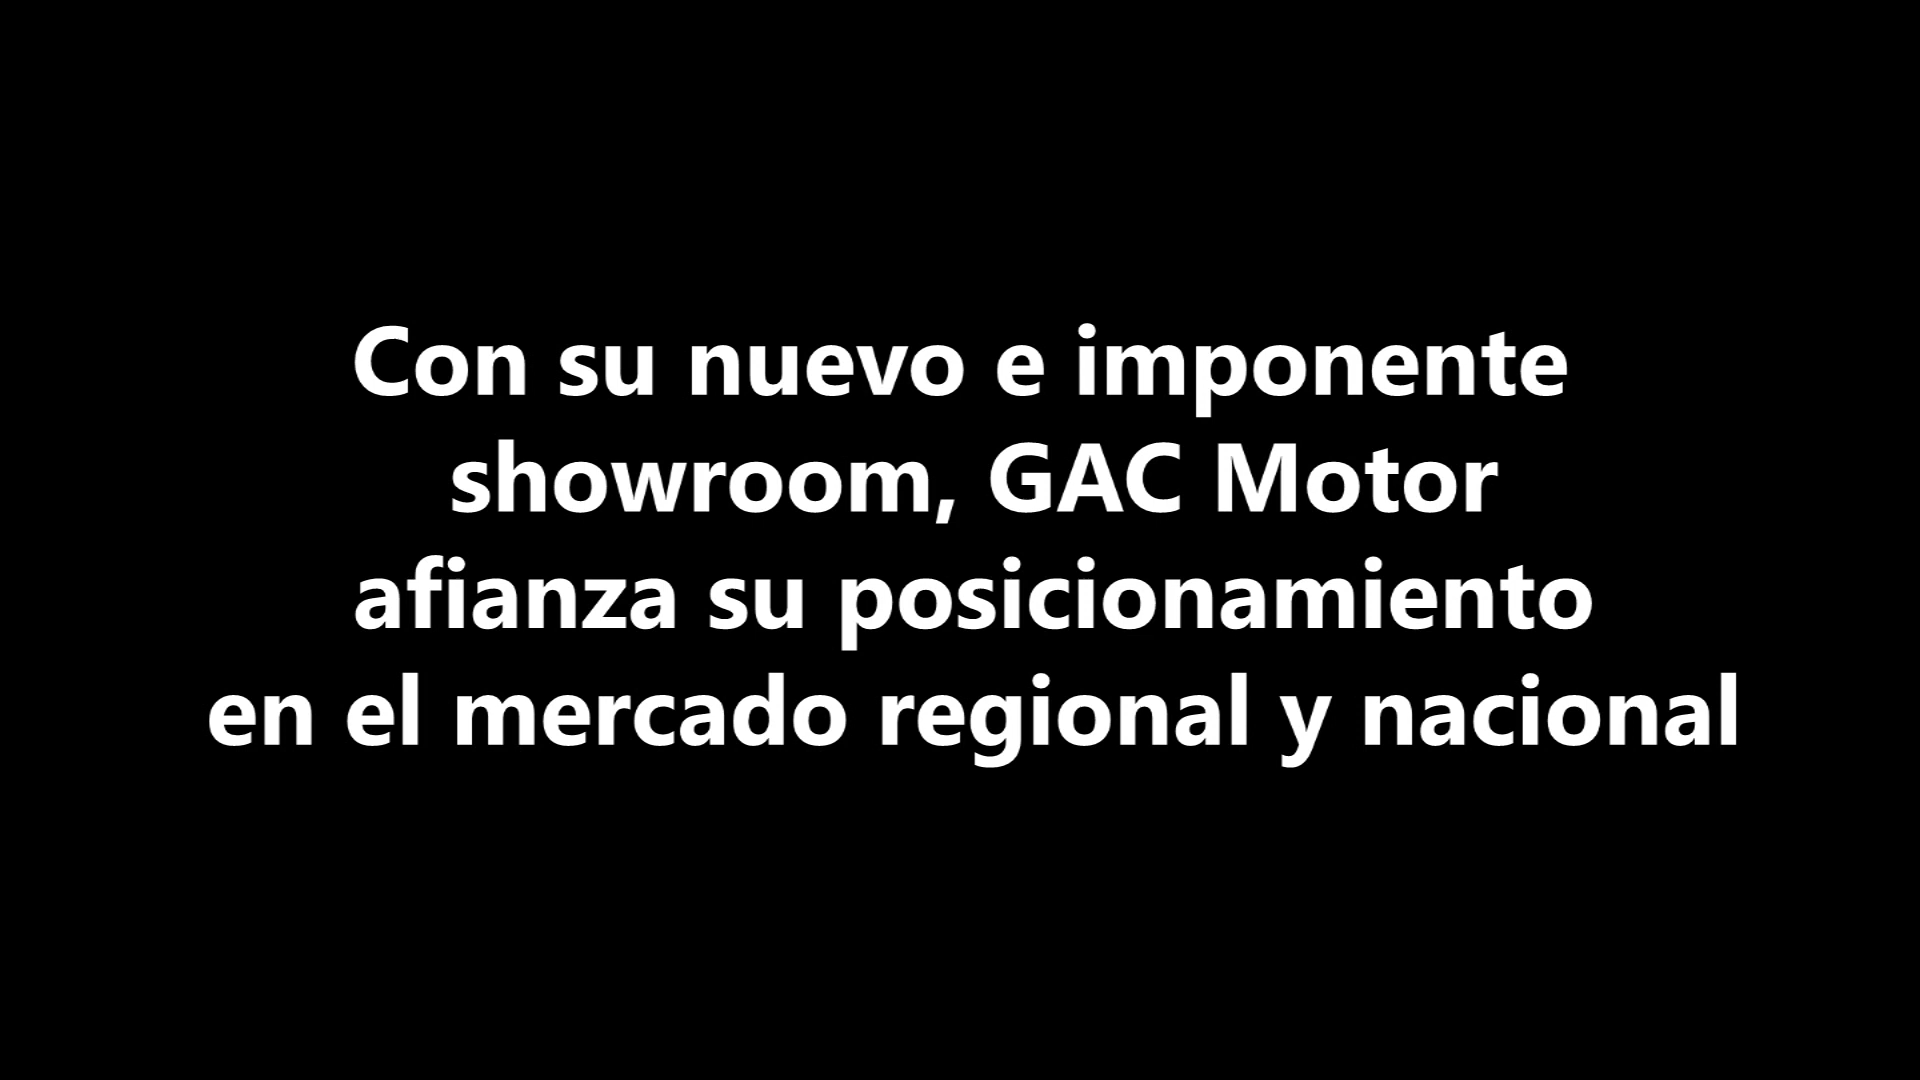 Con su nuevo e imponente
showroom, GAC Motor
afianza su posicionamiento
en el mercado regional y nacional